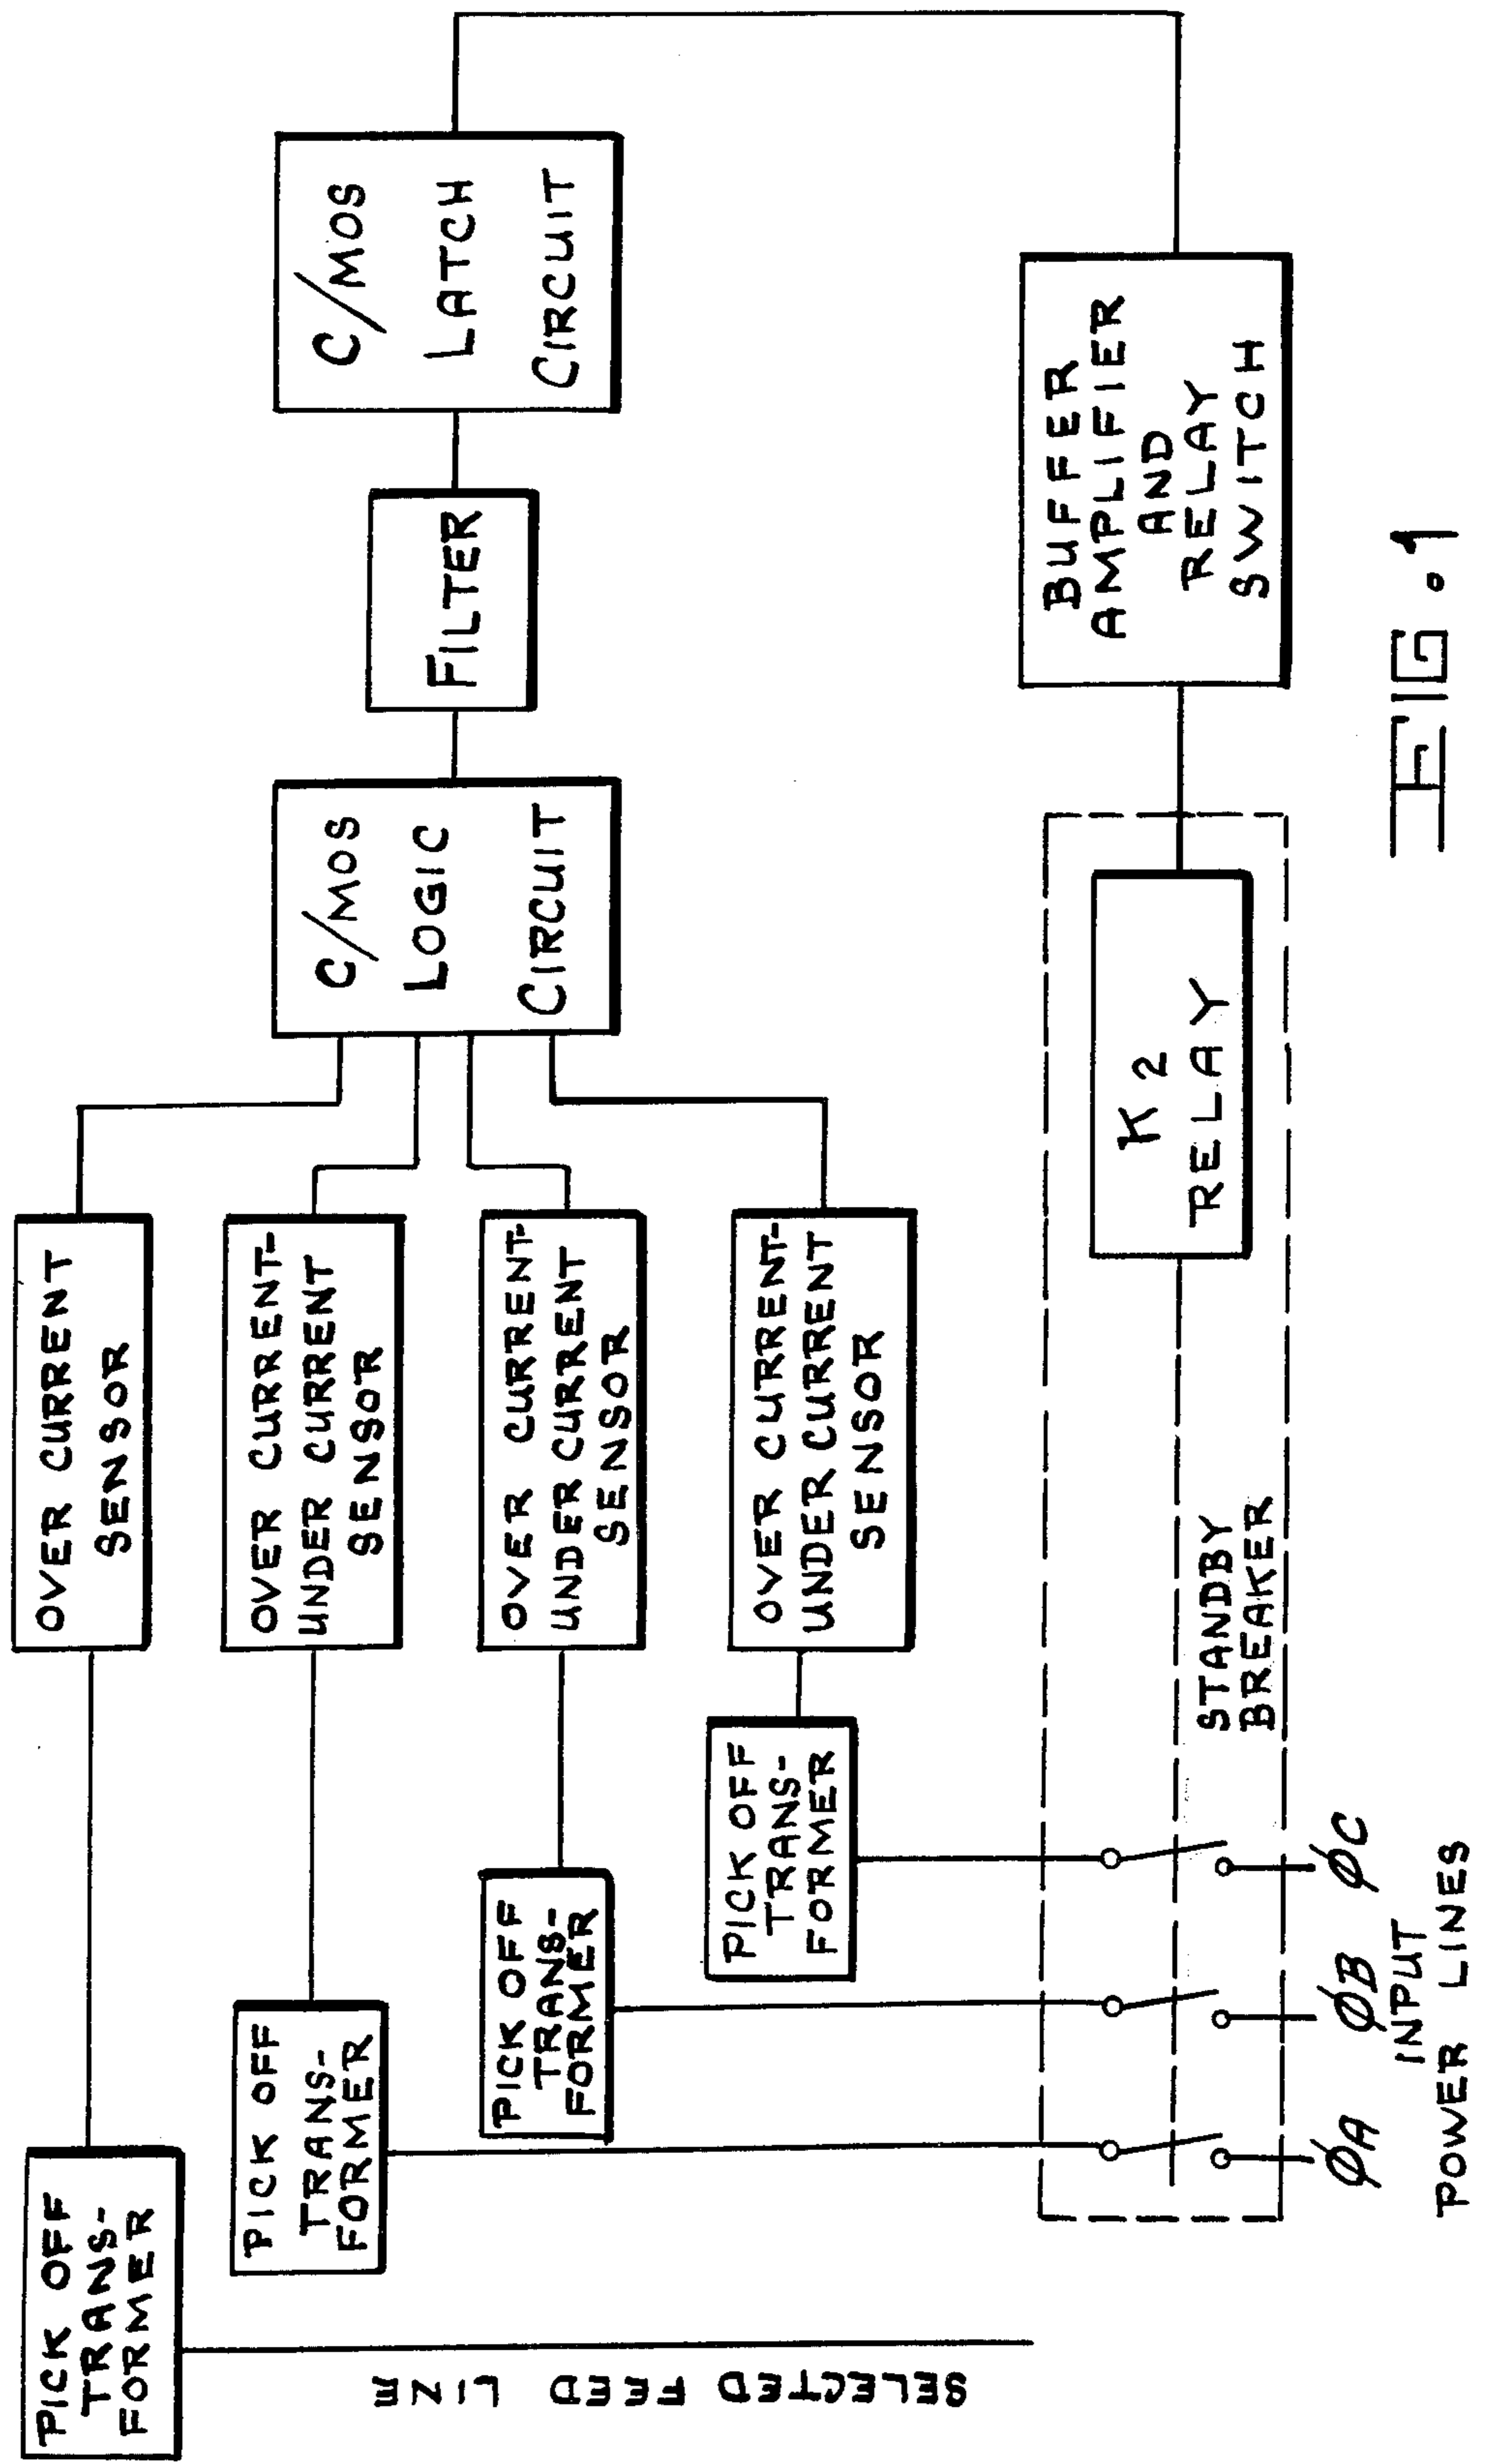 PICK OFF
TRANS-
FORMER
OVER CURRENT
SENSOR
PICK OFF
TRANS-
FORMER
OVER CURRENT-
UNDER CURRENT
SENSOR
PICK OFF
TRANS-
FORMER
OVER CURRENT-
UNDER CURRENT
SENSOR
PICK OFF
TRANS-
FORMER
OVER CURRENT-
UNDER CURRENT
SENSOR
C/MOS
LOGIC
CIRCUIT
FILTER
C/MOS
LATCH
CIRCUIT
BUFFER
AMPLIFIER
AND
RELAY
SWITCH
K2
RELAY
STANDBY
BREAKER
SELECTED FEED LINE
ØA ØB ØC
INPUT
POWER LINES
FIG. 1